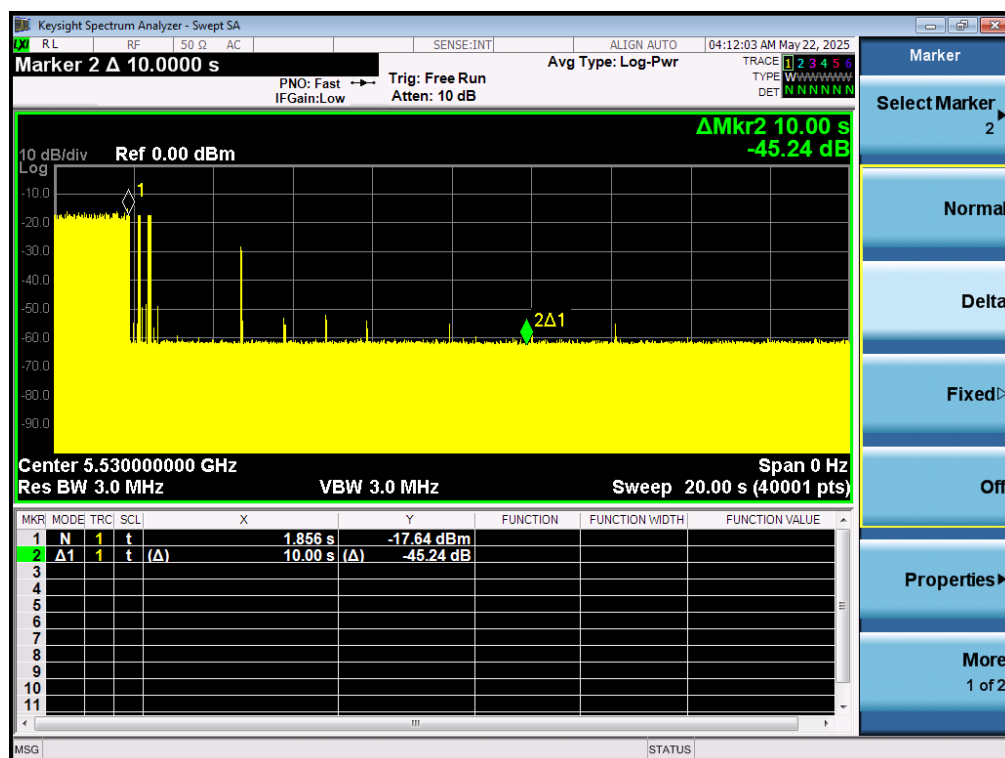 Keysight Spectrum Analyzer - Swept SA
LXI RL RF 50 Ω AC SENSE:INT ALIGN AUTO 04:12:03 AM May 22, 2025
Marker 2 Δ 10.0000 s
PNO: Fast
IFGain:Low
Trig: Free Run
Atten: 10 dB
Avg Type: Log-Pwr
TRACE 1 2 3 4 5 6
TYPE WWWWWW
DET N N N N N N
ΔMkr2 10.00 s
-45.24 dB
10 dB/div Ref 0.00 dBm
Log
-10.0
-20.0
-30.0
-40.0
-50.0
-60.0
-70.0
-80.0
-90.0
1
2Δ1
Center 5.530000000 GHz Span 0 Hz
Res BW 3.0 MHz VBW 3.0 MHz Sweep 20.00 s (40001 pts)
MKR MODE TRC SCL X Y FUNCTION FUNCTION WIDTH FUNCTION VALUE
1 N 1 t 1.856 s -17.64 dBm
2 Δ1 1 t (Δ) 10.00 s (Δ) -45.24 dB
3
4
5
6
7
8
9
10
11
MSG STATUS
Marker
Select Marker
2
Normal
Delta
Fixed
Off
Properties
More
1 of 2